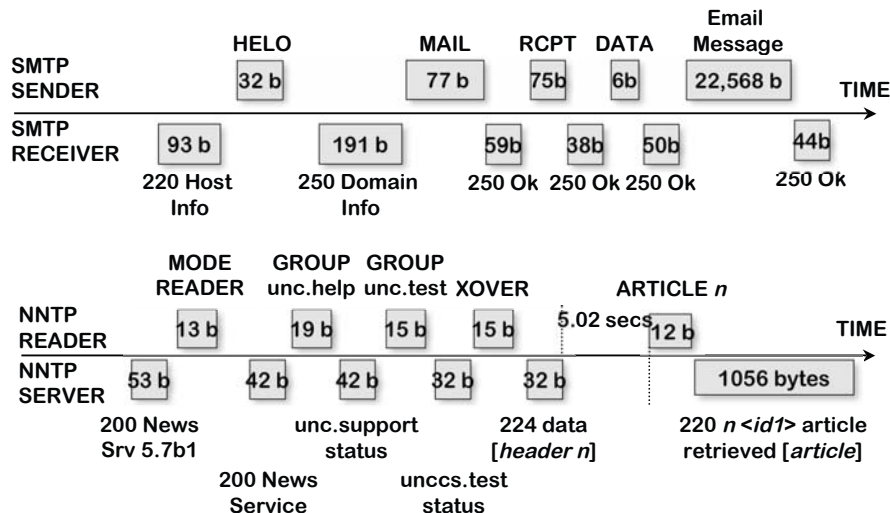 Email
HELO MAIL RCPT DATA Message
SMTP
SENDER
32 b 77 b 75b 6b 22,568 b
TIME
SMTP
RECEIVER
93 b 191 b 59b 38b 50b 44b
220 Host
Info
250 Domain
Info
250 Ok 250 Ok 250 Ok 250 Ok
MODE
READER
GROUP
unc.help
GROUP
unc.test
XOVER
ARTICLE n
NNTP
READER
13 b 19 b 15 b 15 b 5.02 secs 12 b
TIME
NNTP
SERVER
53 b 42 b 42 b 32 b 32 b 1056 bytes
200 News
Srv 5.7b1
unc.support
status
224 data
[header n]
220 n <id1> article
retrieved [article]
200 News
Service
unccs.test
status